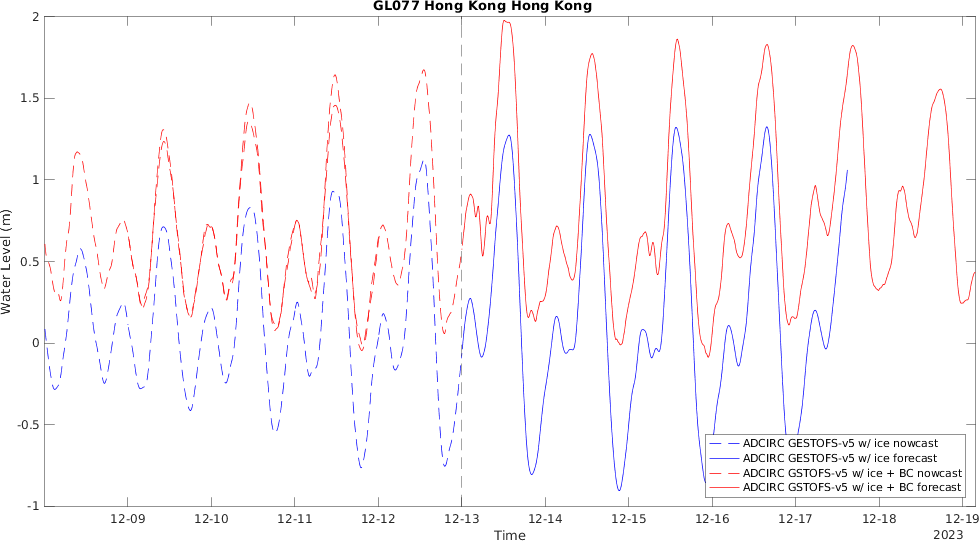 GL077 Hong Kong Hong Kong
Water Level (m)
2
1.5
1
0.5
0
-0.5
-1
ADCIRC GESTOFS-v5 w/ ice nowcast
ADCIRC GESTOFS-v5 w/ ice forecast
ADCIRC GSTOFS-v5 w/ ice + BC nowcast
ADCIRC GSTOFS-v5 w/ ice + BC forecast
12-09 12-10 12-11 12-12 12-13 12-14 12-15 12-16 12-17 12-18 12-19
Time
2023